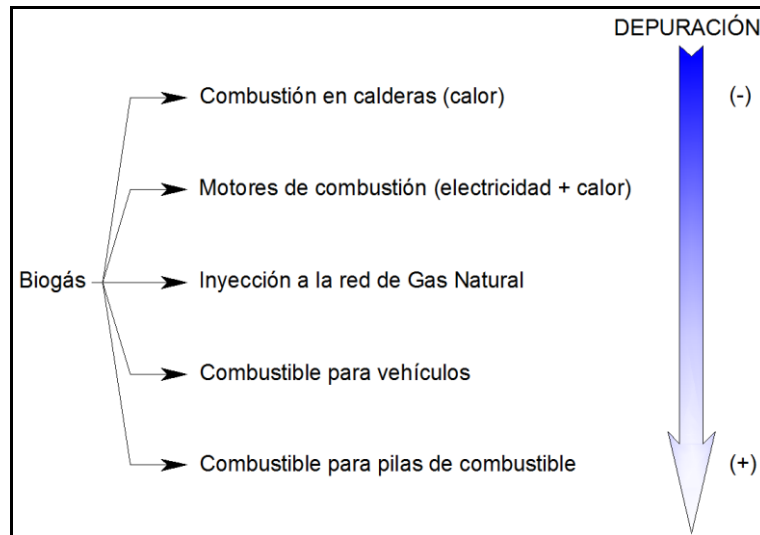 DEPURACIÓN
Combustión en calderas (calor)
(-)
Motores de combustión (electricidad + calor)
Biogás
Inyección a la red de Gas Natural
Combustible para vehículos
Combustible para pilas de combustible
(+)